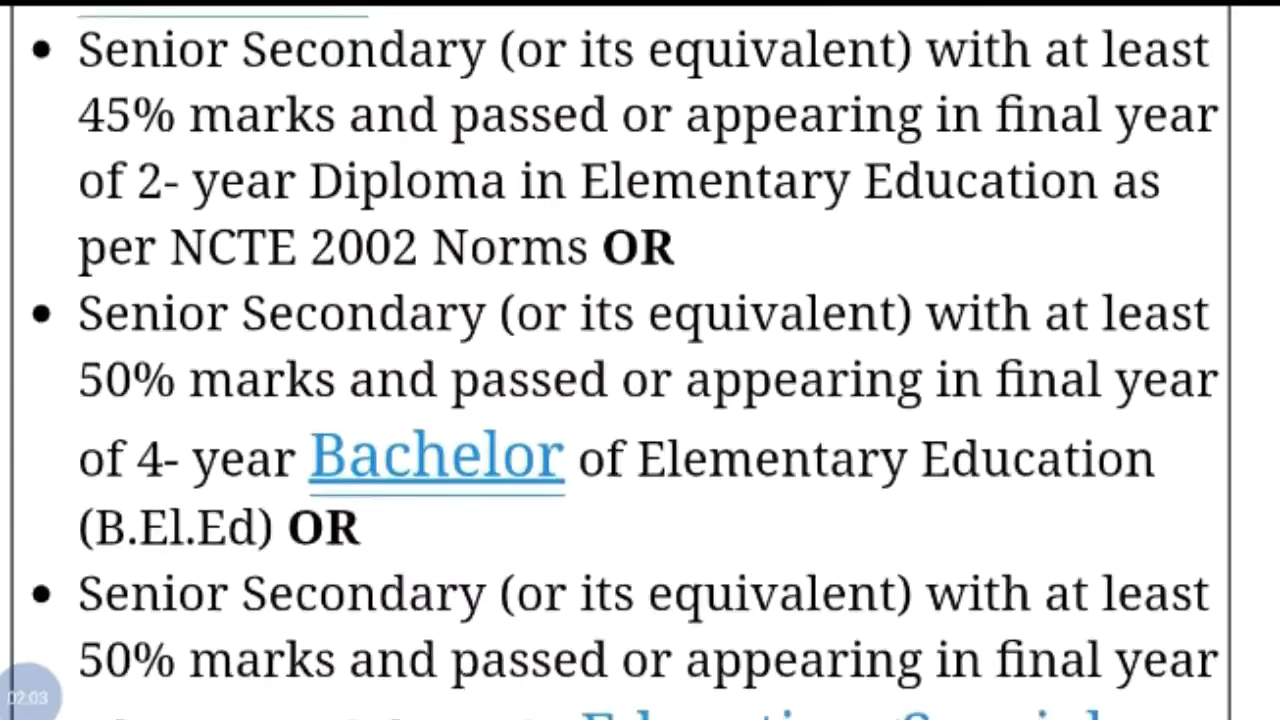 • Senior Secondary (or its equivalent) with at least
45% marks and passed or appearing in final year
of 2- year Diploma in Elementary Education as
per NCTE 2002 Norms OR
• Senior Secondary (or its equivalent) with at least
50% marks and passed or appearing in final year
of 4- year Bachelor of Elementary Education
(B.El.Ed) OR
• Senior Secondary (or its equivalent) with at least
50% marks and passed or appearing in final year
02:03